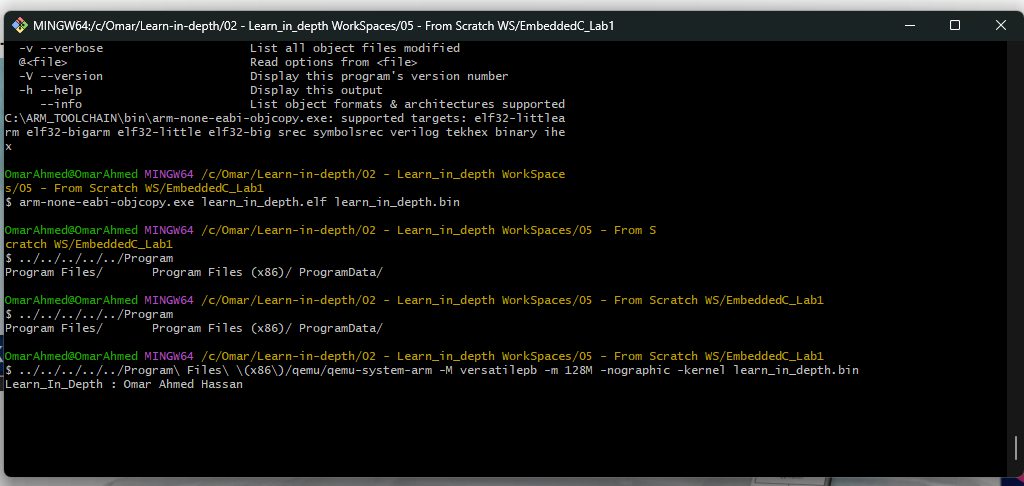 MINGW64:/c/Omar/Learn-in-depth/02 - Learn_in_depth WorkSpaces/05 - From Scratch WS/EmbeddedC_Lab1
  -v --verbose                     List all object files modified
  @<file>                          Read options from <file>
  -V --version                     Display this program's version number
  -h --help                        Display this output
     --info                        List object formats & architectures supported
C:\ARM_TOOLCHAIN\bin\arm-none-eabi-objcopy.exe: supported targets: elf32-littlea
rm elf32-bigarm elf32-little elf32-big srec symbolsrec verilog tekhex binary ihe
x
OmarAhmed@OmarAhmed MINGW64 /c/Omar/Learn-in-depth/02 - Learn_in_depth WorkSpace
s/05 - From Scratch WS/EmbeddedC_Lab1
$ arm-none-eabi-objcopy.exe learn_in_depth.elf learn_in_depth.bin
OmarAhmed@OmarAhmed MINGW64 /c/Omar/Learn-in-depth/02 - Learn_in_depth WorkSpaces/05 - From S
cratch WS/EmbeddedC_Lab1
$ ../../../../../Program
Program Files/       Program Files (x86)/ ProgramData/
OmarAhmed@OmarAhmed MINGW64 /c/Omar/Learn-in-depth/02 - Learn_in_depth WorkSpaces/05 - From Scratch WS/EmbeddedC_Lab1
$ ../../../../../Program
Program Files/       Program Files (x86)/ ProgramData/
OmarAhmed@OmarAhmed MINGW64 /c/Omar/Learn-in-depth/02 - Learn_in_depth WorkSpaces/05 - From Scratch WS/EmbeddedC_Lab1
$ ../../../../../Program\ Files\ \(x86\)/qemu/qemu-system-arm -M versatilepb -m 128M -nographic -kernel learn_in_depth.bin
Learn_In_Depth : Omar Ahmed Hassan